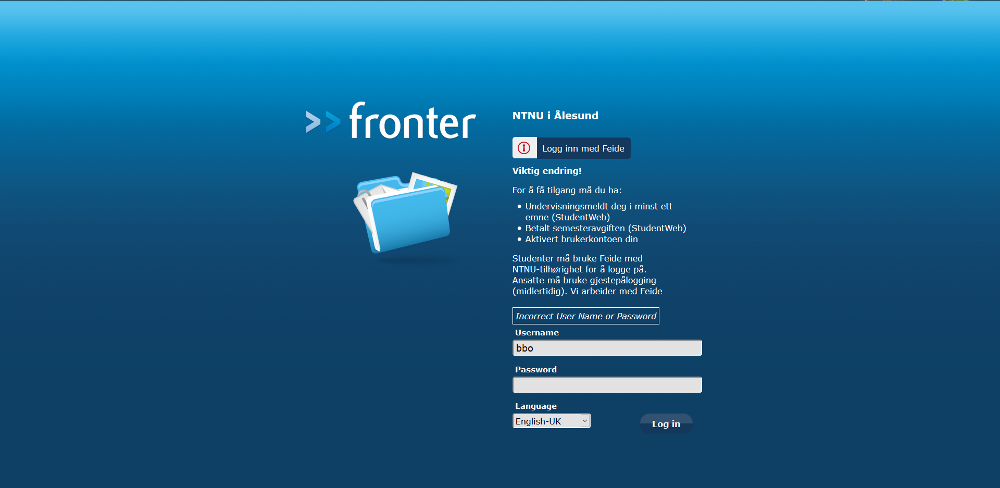 fronter
NTNU i Ålesund
Logg inn med Feide
Viktig endring!
For å få tilgang må du ha:
Undervisningsmeldt deg i minst ett
emne (StudentWeb)
Betalt semesteravgiften (StudentWeb)
Aktivert brukerkontoen din
Studenter må bruke Feide med
NTNU-tilhørighet for å logge på.
Ansatte må bruke gjestepålogging
(midlertidig). Vi arbeider med Feide
Incorrect User Name or Password
Username
bbo
Password
Language
English-UK
Log in